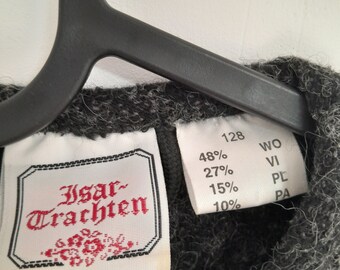 Isar-
Trachten
128
48% WO
27% VI
15% PL
10% PA